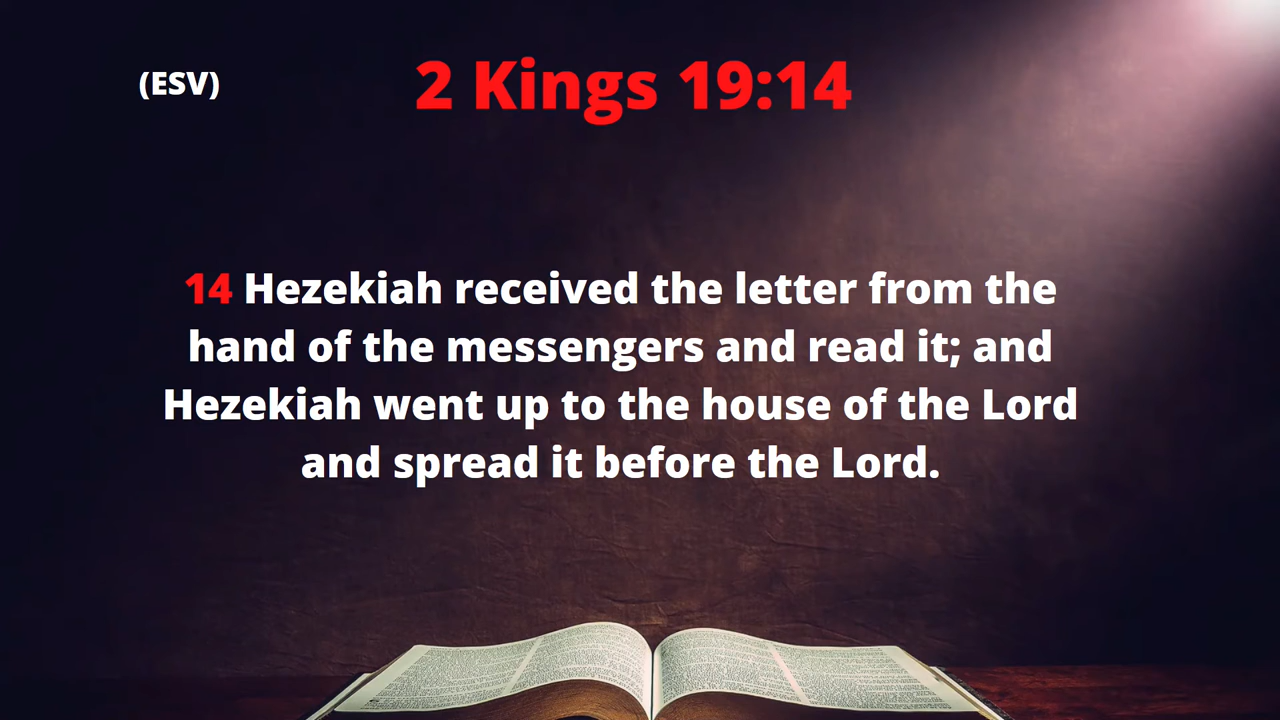 (ESV)
2 Kings 19:14
14 Hezekiah received the letter from the
hand of the messengers and read it; and
Hezekiah went up to the house of the Lord
and spread it before the Lord.